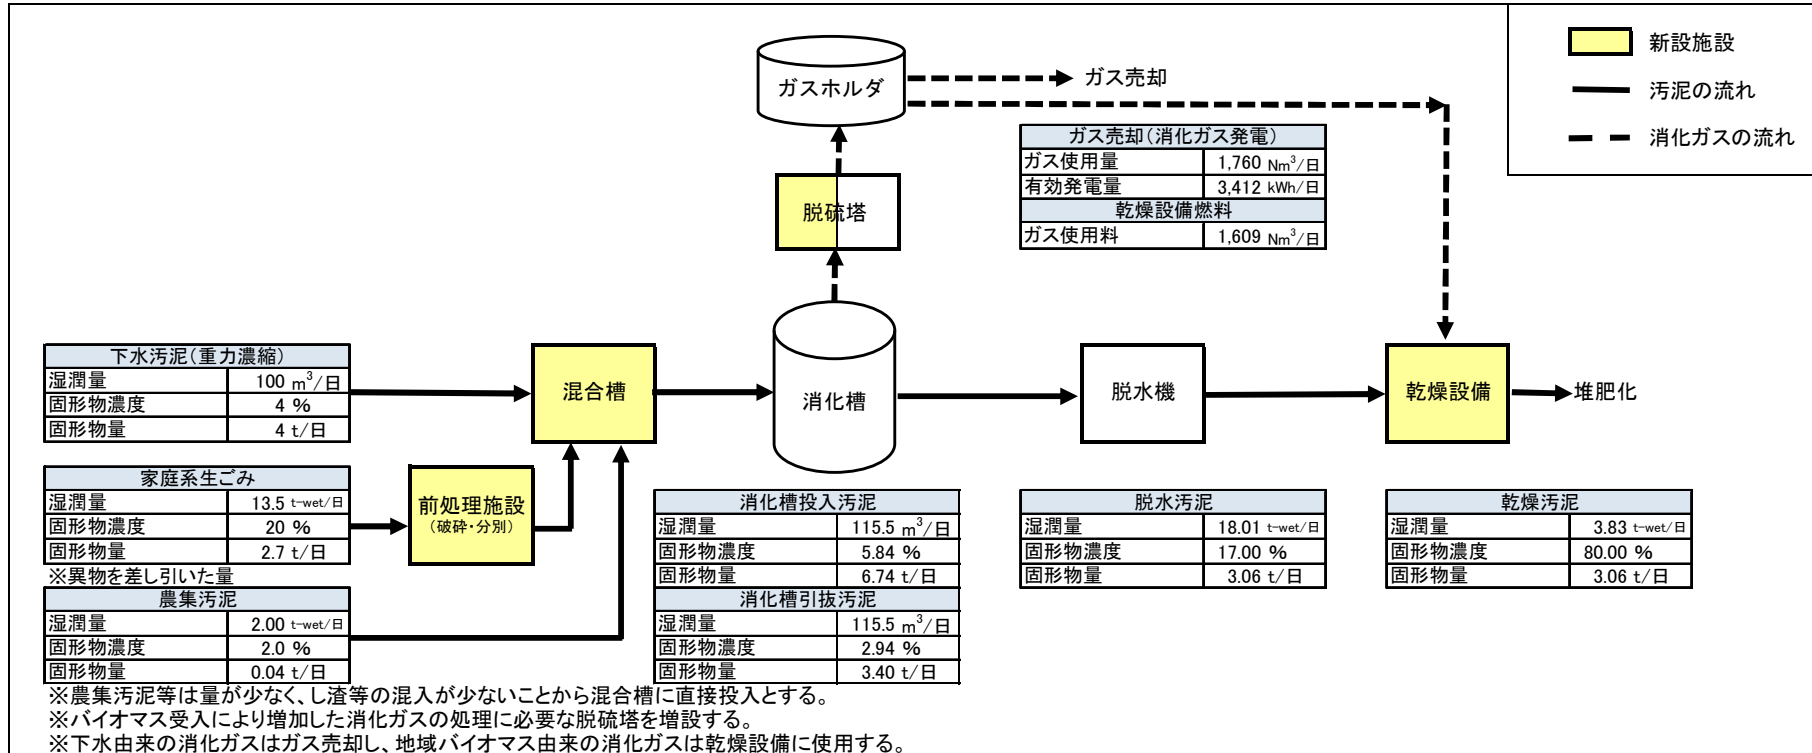 新設施設
汚泥の流れ
消化ガスの流れ
ガスホルダ
ガス売却
ガス売却(消化ガス発電)
ガス使用量 1,760 Nm³/日
有効発電量 3,412 kWh/日
乾燥設備燃料
ガス使用料 1,609 Nm³/日
脱硫塔
下水汚泥(重力濃縮)
湿潤量 100 m³/日
固形物濃度 4 %
固形物量 4 t/日
混合槽
消化槽
脱水機
乾燥設備
堆肥化
家庭系生ごみ
湿潤量 13.5 t-wet/日
固形物濃度 20 %
固形物量 2.7 t/日
※異物を差し引いた量
前処理施設
(破砕・分別)
農集汚泥
湿潤量 2.00 t-wet/日
固形物濃度 2.0 %
固形物量 0.04 t/日
消化槽投入汚泥
湿潤量 115.5 m³/日
固形物濃度 5.84 %
固形物量 6.74 t/日
消化槽引抜汚泥
湿潤量 115.5 m³/日
固形物濃度 2.94 %
固形物量 3.40 t/日
脱水汚泥
湿潤量 18.01 t-wet/日
固形物濃度 17.00 %
固形物量 3.06 t/日
乾燥汚泥
湿潤量 3.83 t-wet/日
固形物濃度 80.00 %
固形物量 3.06 t/日
※農集汚泥等は量が少なく、し渣等の混入が少ないことから混合槽に直接投入とする。
※バイオマス受入により増加した消化ガスの処理に必要な脱硫塔を増設する。
※下水由来の消化ガスはガス売却し、地域バイオマス由来の消化ガスは乾燥設備に使用する。